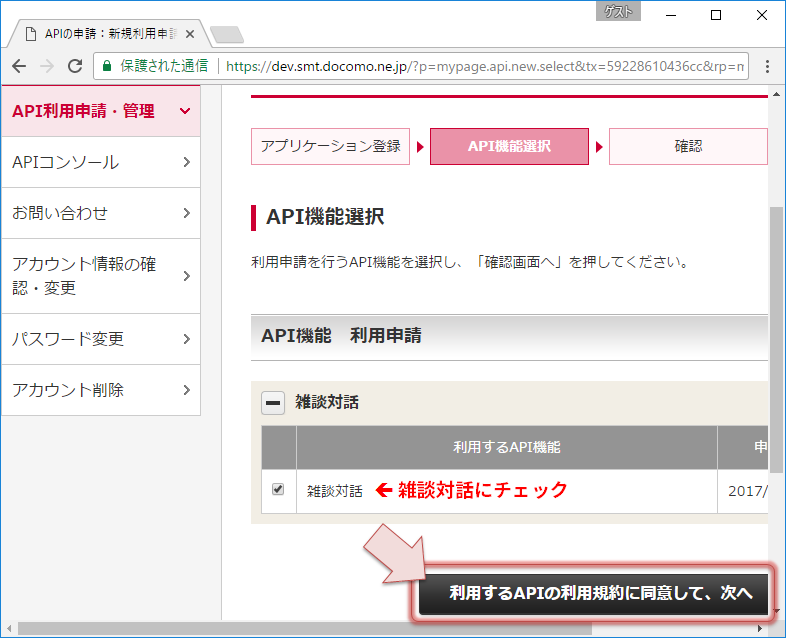 ゲスト
APIの申請：新規利用申請
保護された通信
https://dev.smt.docomo.ne.jp/?p=mypage.api.new.select&tx=59228610436cc&rp=m
API利用申請・管理
APIコンソール
お問い合わせ
アカウント情報の確
認・変更
パスワード変更
アカウント削除
アプリケーション登録
API機能選択
確認
API機能選択
利用申請を行うAPI機能を選択し、「確認画面へ」を押してください。
API機能　利用申請
雑談対話
利用するAPI機能
申
雑談対話
雑談対話にチェック
2017/
利用するAPIの利用規約に同意して、次へ